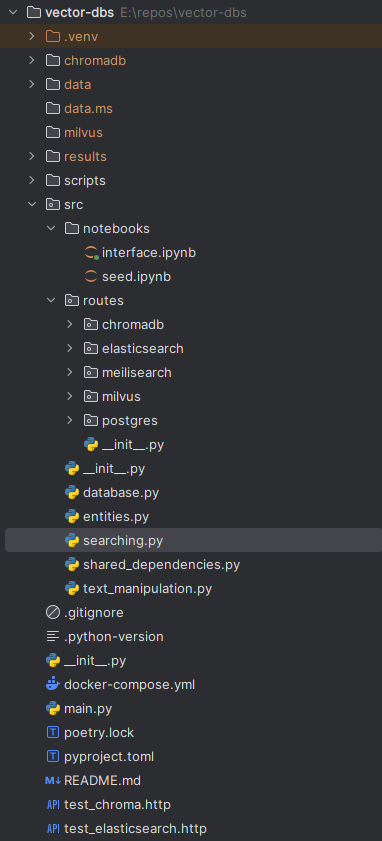 vector-dbs E:\repos\vector-dbs
.venv
chromadb
data
data.ms
milvus
results
scripts
src
notebooks
interface.ipynb
seed.ipynb
routes
chromadb
elasticsearch
meilisearch
milvus
postgres
__init__.py
__init__.py
database.py
entities.py
searching.py
shared_dependencies.py
text_manipulation.py
.gitignore
.python-version
__init__.py
docker-compose.yml
main.py
T poetry.lock
T pyproject.toml
M↓ README.md
API test_chroma.http
API test_elasticsearch.http